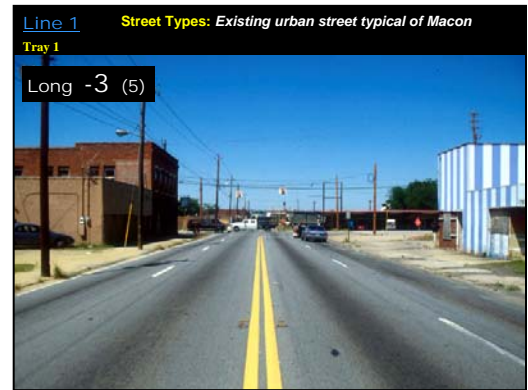 Line 1
Street Types: Existing urban street typical of Macon
Tray 1
Long -3 (5)